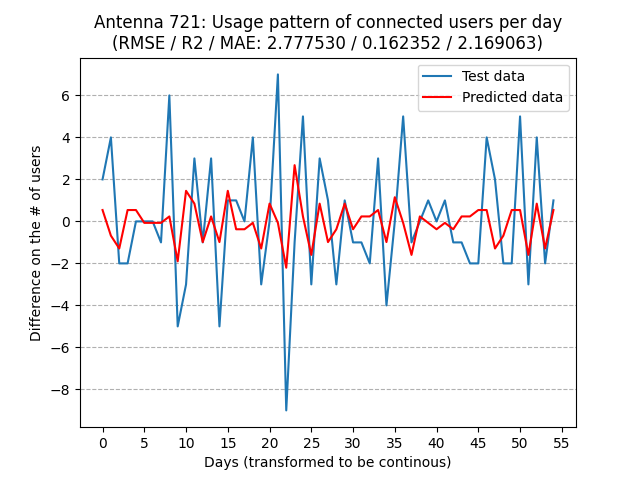 Antenna 721: Usage pattern of connected users per day
(RMSE / R2 / MAE: 2.777530 / 0.162352 / 2.169063)
Test data
Predicted data
Difference on the # of users
6
4
2
0
−2
−4
−6
−8
0 5 10 15 20 25 30 35 40 45 50 55
Days (transformed to be continous)